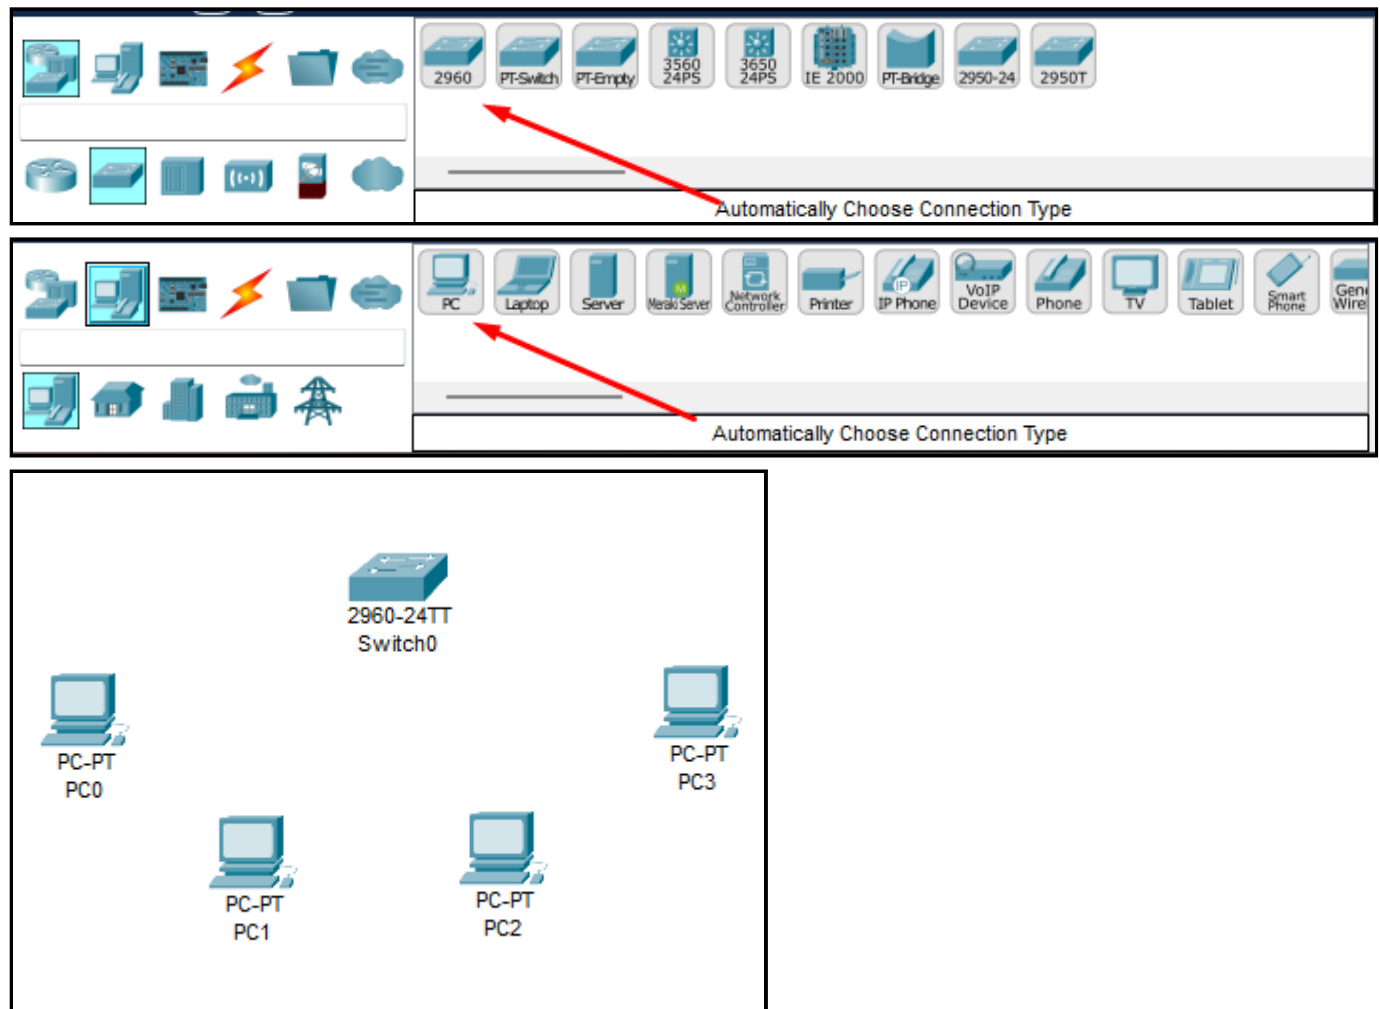 2960 PT-Switch PT-Empty 3560 24PS 3650 24PS IE 2000 PT-Bridge 2950-24 2950T
Automatically Choose Connection Type
PC Laptop Server Meraki Server Network Controller Printer IP Phone VoIP Device Phone TV Tablet Smart Phone Gene Wire
Automatically Choose Connection Type
2960-24TT
Switch0
PC-PT
PC0
PC-PT
PC3
PC-PT
PC1
PC-PT
PC2